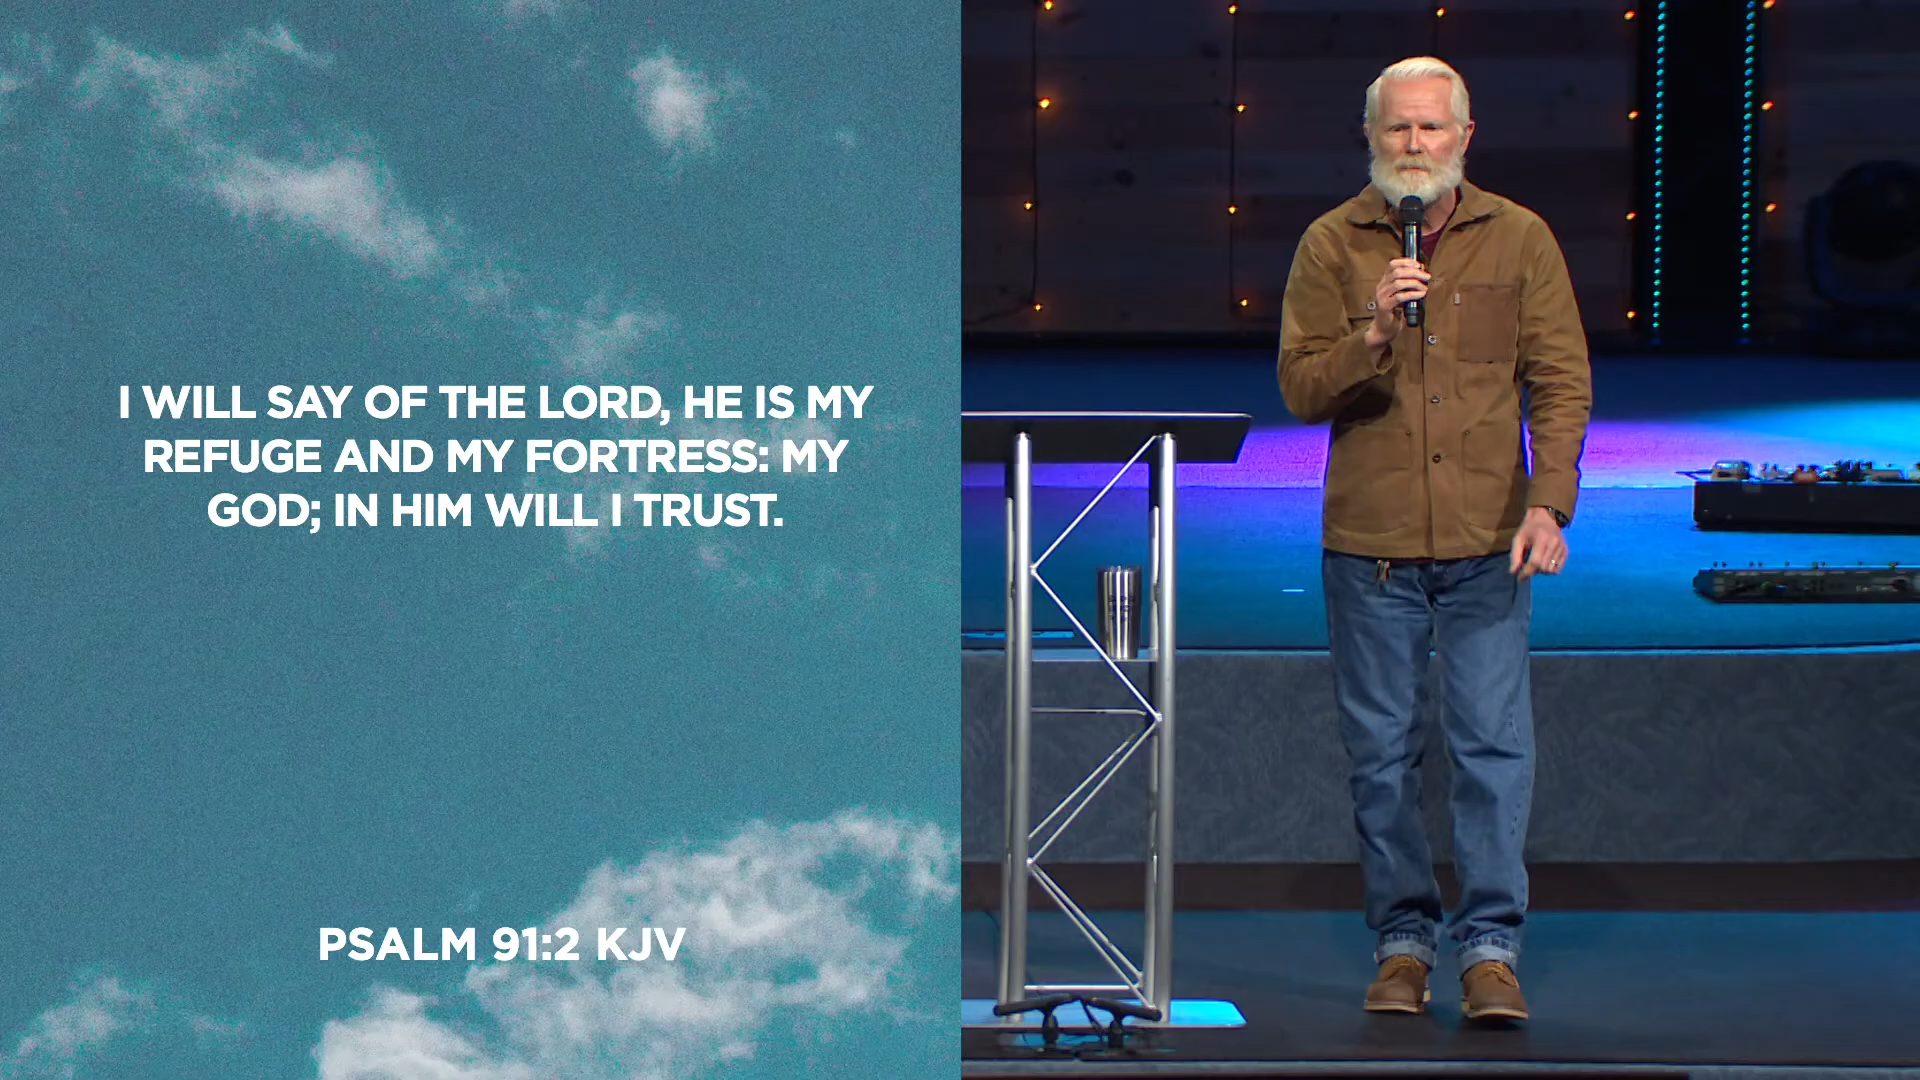 I WILL SAY OF THE LORD, HE IS MY
REFUGE AND MY FORTRESS: MY
GOD; IN HIM WILL I TRUST.
PSALM 91:2 KJV